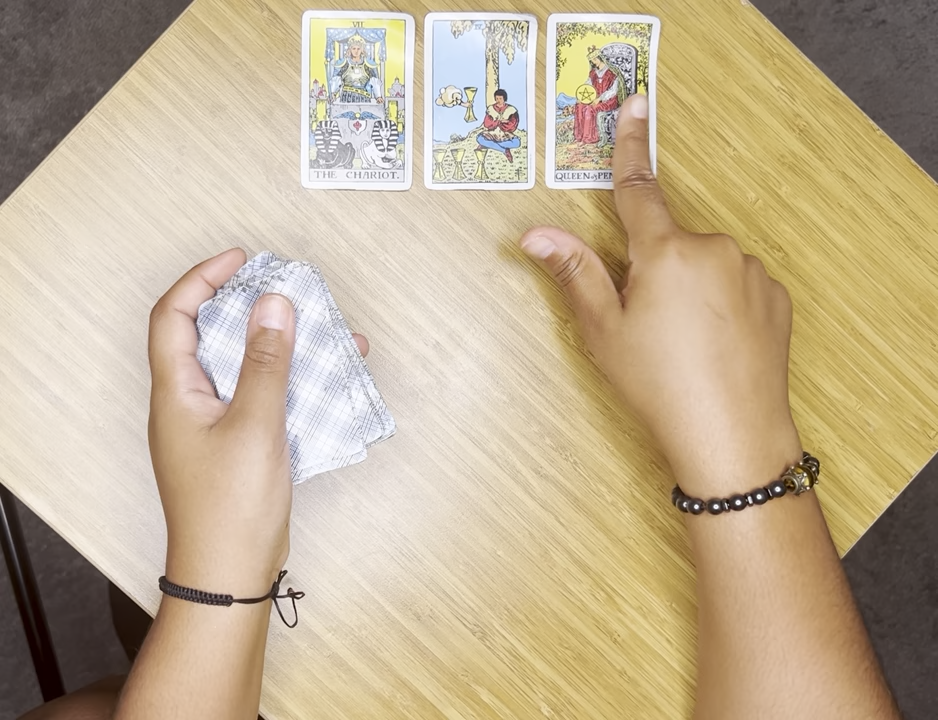 VII
THE CHARIOT.
QUEEN of